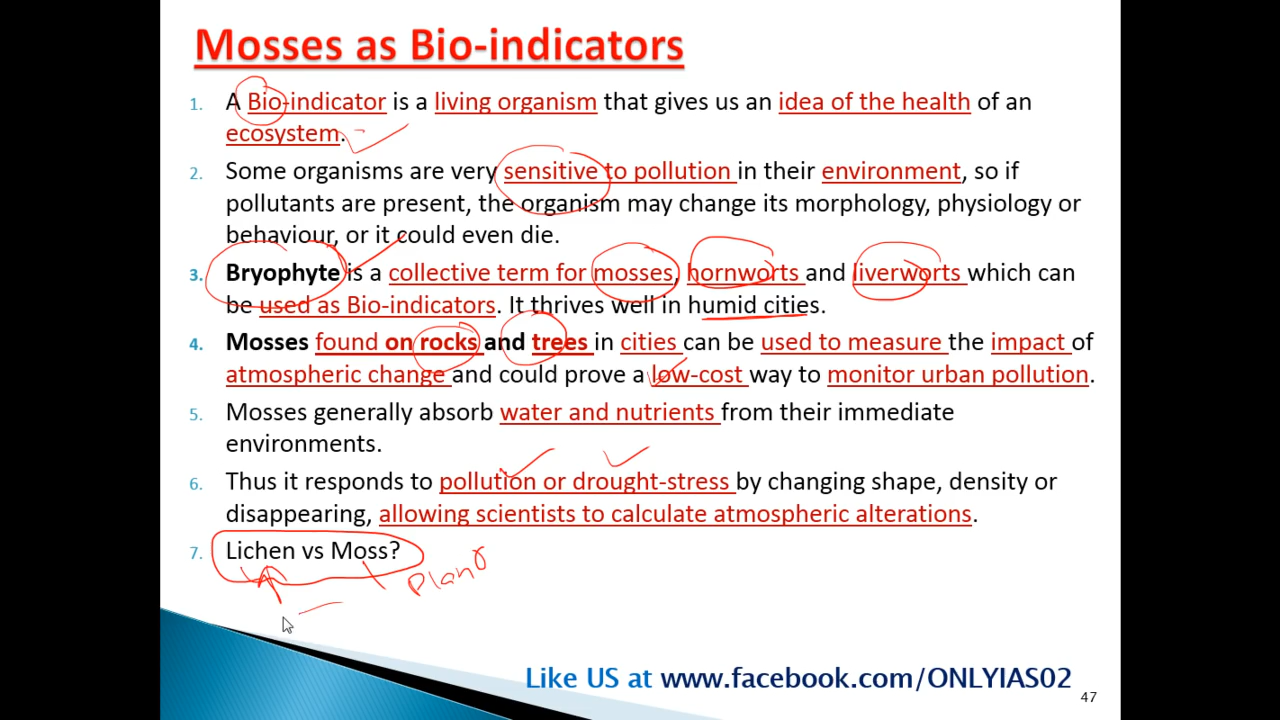 Mosses as Bio-indicators
1. A Bio-indicator is a living organism that gives us an idea of the health of an
ecosystem.
2. Some organisms are very sensitive to pollution in their environment, so if
pollutants are present, the organism may change its morphology, physiology or
behaviour, or it could even die.
3. Bryophyte is a collective term for mosses, hornworts and liverworts which can
be used as Bio-indicators. It thrives well in humid cities.
4. Mosses found on rocks and trees in cities can be used to measure the impact of
atmospheric change and could prove a low-cost way to monitor urban pollution.
5. Mosses generally absorb water and nutrients from their immediate
environments.
6. Thus it responds to pollution or drought-stress by changing shape, density or
disappearing, allowing scientists to calculate atmospheric alterations.
7. Lichen vs Moss?
Plant
Like US at www.facebook.com/ONLYIAS02
47